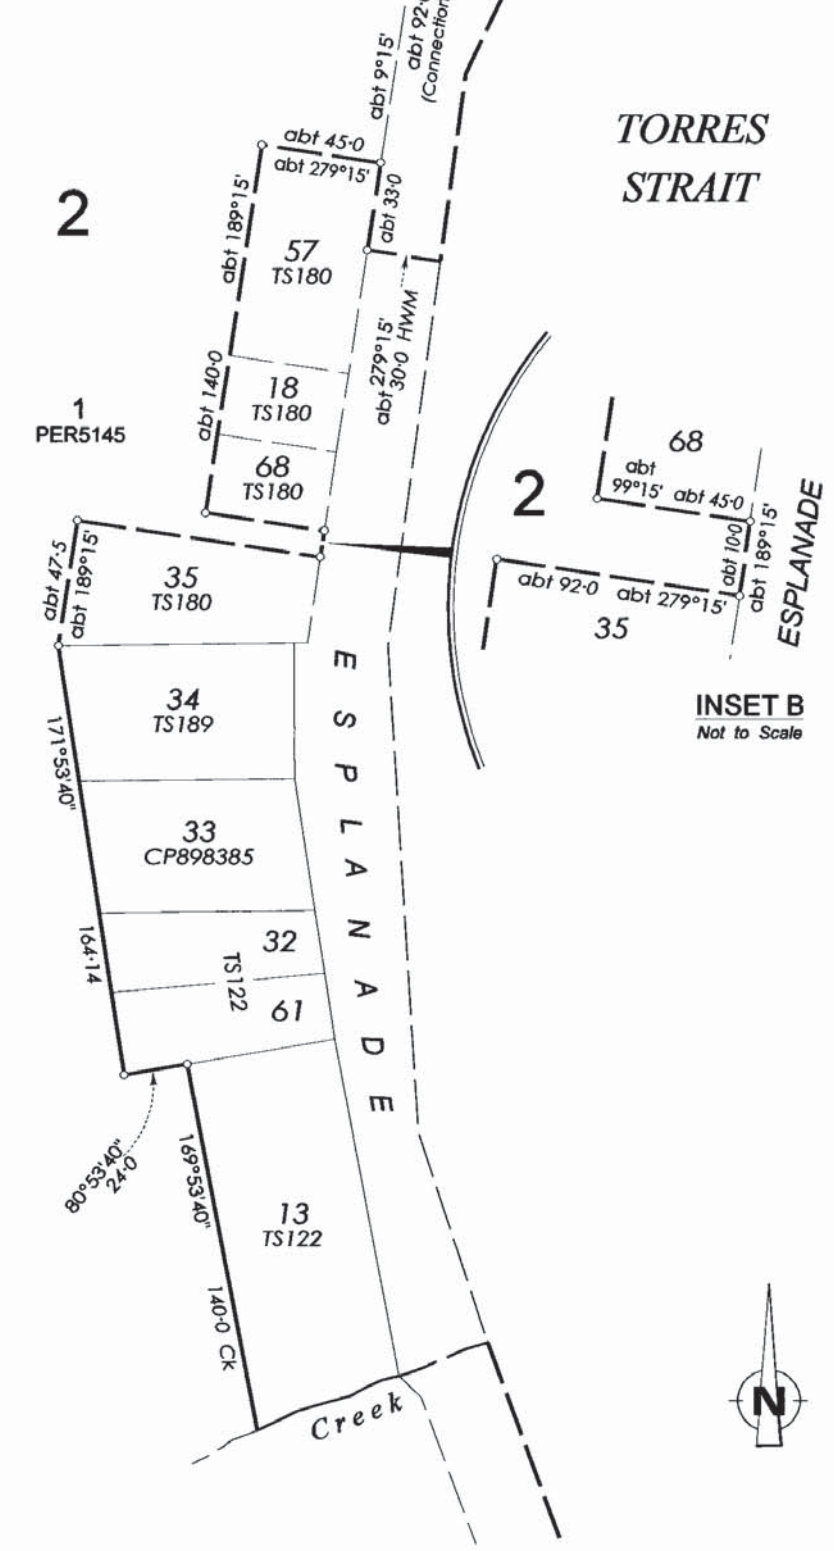 abt 9°15'
abt 92·
(Connection
TORRES
STRAIT
abt 45·0
abt 279°15'
2
abt 189°15'
abt 33·0
57
TS180
abt 279°15'
30·0 HWM
abt 140·0
18
TS180
1
PER5145
68
TS180
68
abt
99°15'
abt 45·0
2
abt 10·0
abt 189°15'
ESPLANADE
abt 47·5
abt 189°15'
35
TS180
abt 92·0
abt 279°15'
35
INSET B
Not to Scale
ESPLANADE
34
TS189
171°53'40"
33
CP898385
164·14
32
TS122
61
80°53'40"
24·0
169°53'40"
13
TS122
140·0 Ck
Creek
N